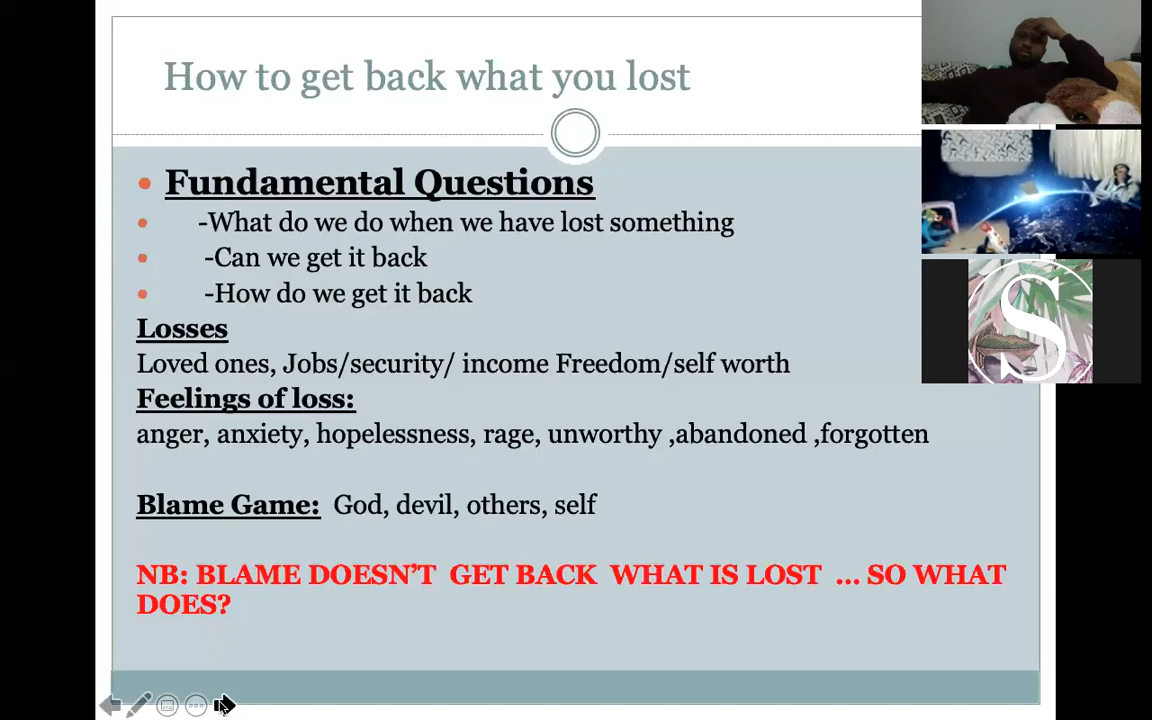 How to get back what you lost
Fundamental Questions
-What do we do when we have lost something
-Can we get it back
-How do we get it back
Losses
Loved ones, Jobs/security/ income Freedom/self worth
Feelings of loss:
anger, anxiety, hopelessness, rage, unworthy ,abandoned ,forgotten
Blame Game: God, devil, others, self
NB: BLAME DOESN'T GET BACK WHAT IS LOST ... SO WHAT
DOES?
S